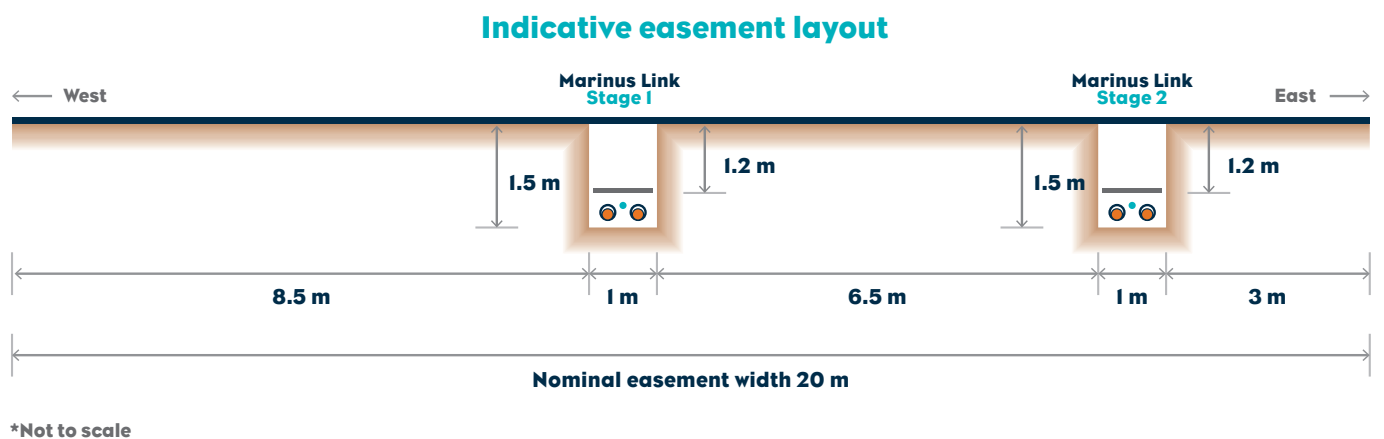 Indicative easement layout
West
Marinus Link
Stage 1
Marinus Link
Stage 2
East
1.5 m
1.2 m
1.5 m
1.2 m
8.5 m
1 m
6.5 m
1 m
3 m
Nominal easement width 20 m
*Not to scale